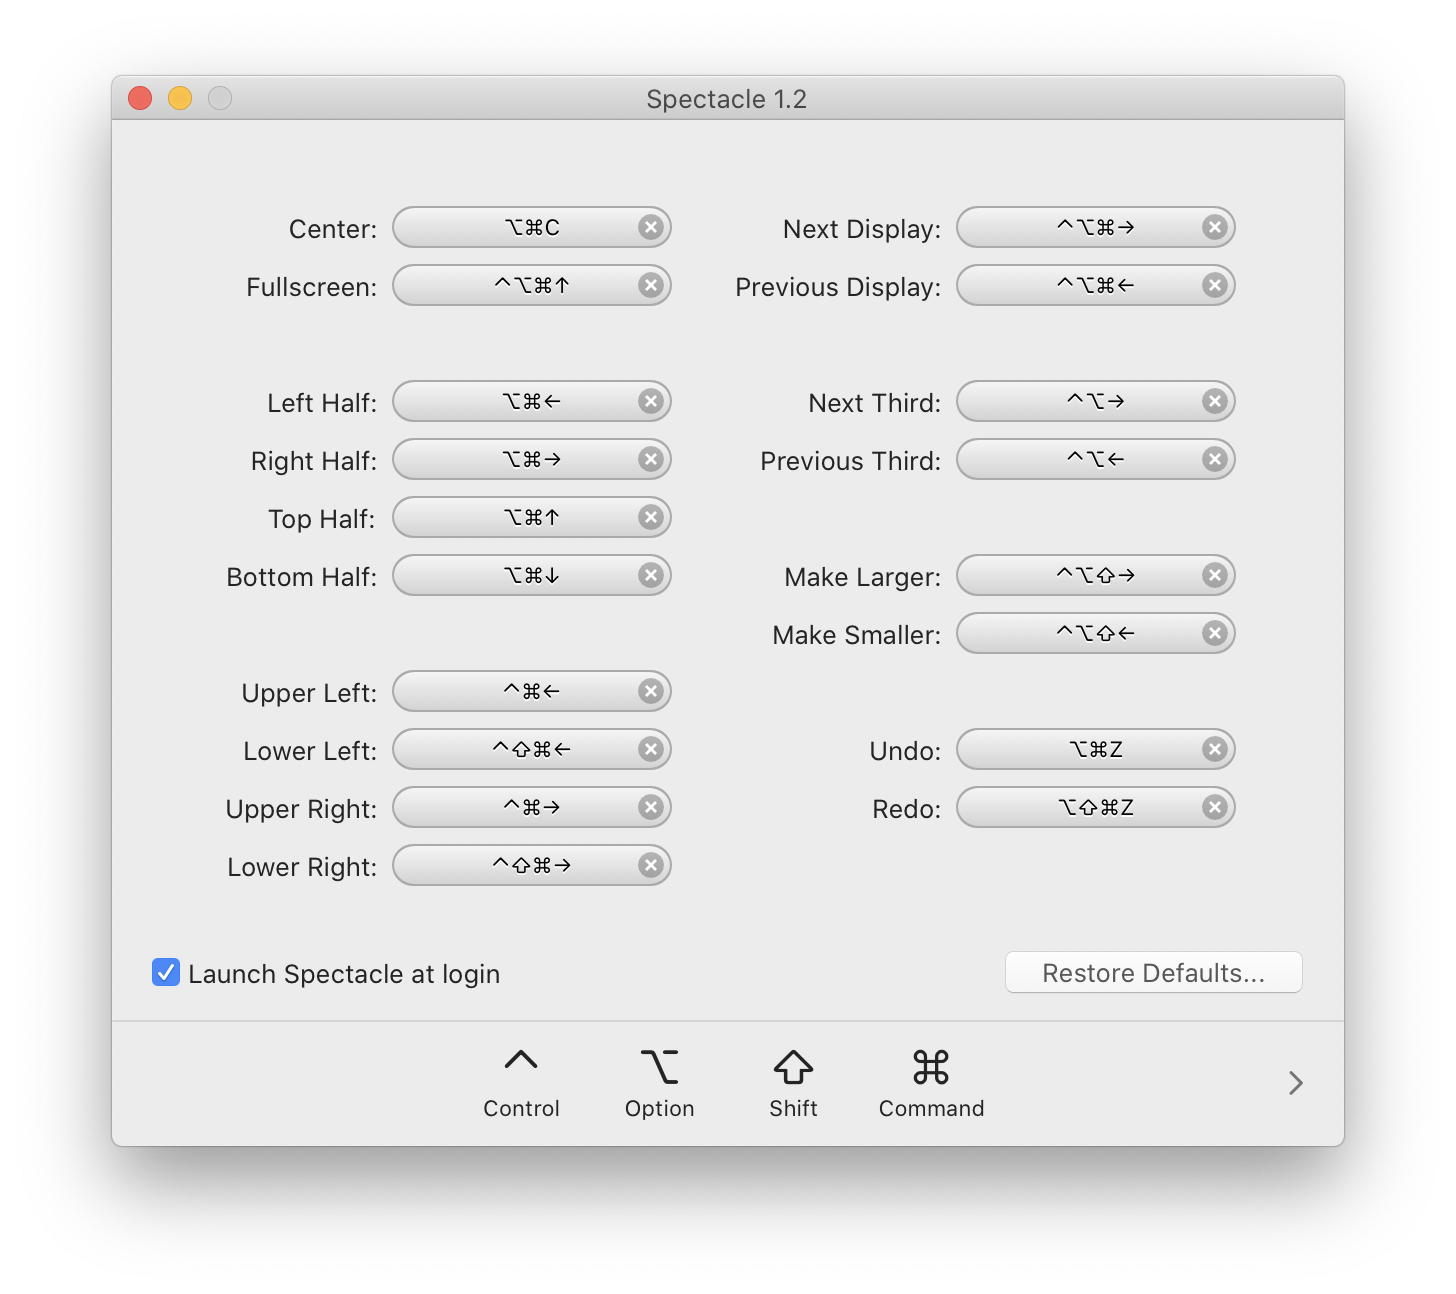 Spectacle 1.2
Center: ⌥⌘C
Fullscreen: ^⌥⌘↑
Left Half: ⌥⌘←
Right Half: ⌥⌘→
Top Half: ⌥⌘↑
Bottom Half: ⌥⌘↓
Upper Left: ^⌘←
Lower Left: ^⇧⌘←
Upper Right: ^⌘→
Lower Right: ^⇧⌘→
Next Display: ^⌥⌘→
Previous Display: ^⌥⌘←
Next Third: ^⌥→
Previous Third: ^⌥←
Make Larger: ^⌥⇧→
Make Smaller: ^⌥⇧←
Undo: ⌥⌘Z
Redo: ⌥⇧⌘Z
Launch Spectacle at login
Restore Defaults...
^ ⌥ ⇧ ⌘
Control Option Shift Command